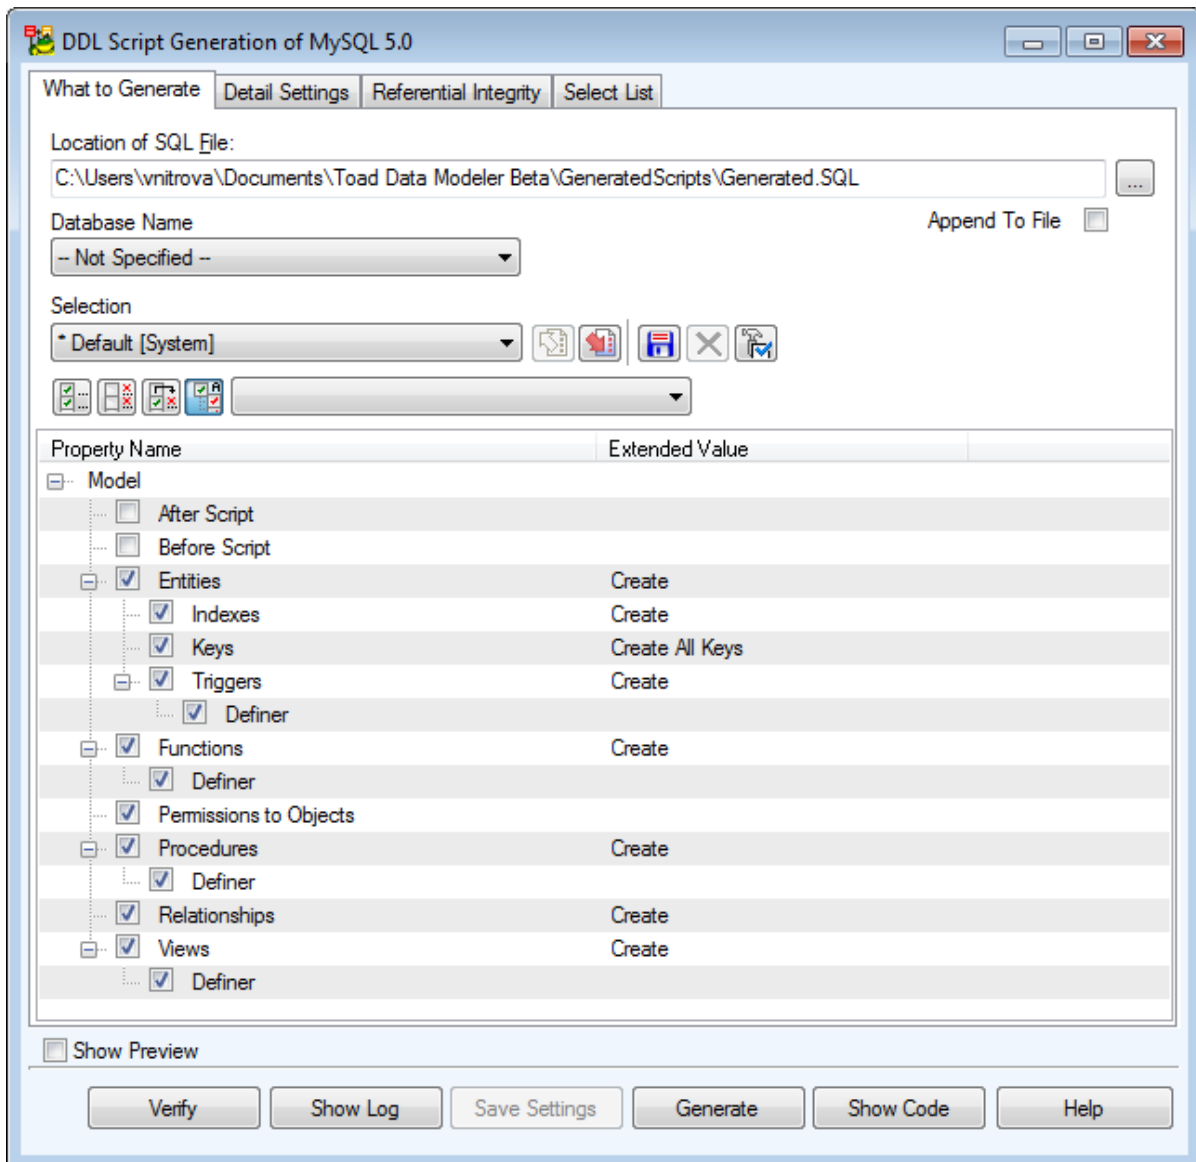 DDL Script Generation of MySQL 5.0
What to Generate Detail Settings Referential Integrity Select List
Location of SQL File:
C:\Users\vnitrova\Documents\Toad Data Modeler Beta\GeneratedScripts\Generated.SQL ...
Database Name Append To File
-- Not Specified --
Selection
* Default [System]
Property Name Extended Value
Model
After Script
Before Script
Entities Create
Indexes Create
Keys Create All Keys
Triggers Create
Definer
Functions Create
Definer
Permissions to Objects
Procedures Create
Definer
Relationships Create
Views Create
Definer
Show Preview
Verify Show Log Save Settings Generate Show Code Help